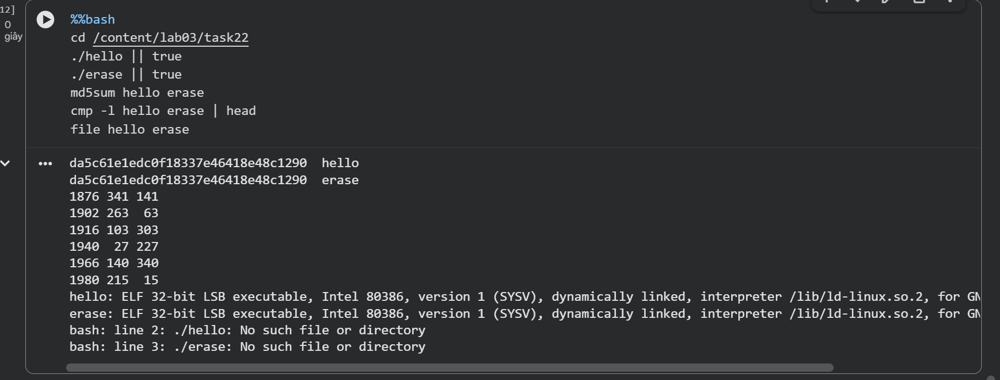 12]
0
giây
%%bash
cd /content/lab03/task22
./hello || true
./erase || true
md5sum hello erase
cmp -l hello erase | head
file hello erase
da5c61e1edc0f18337e46418e48c1290  hello
da5c61e1edc0f18337e46418e48c1290  erase
1876 341 141
1902 263  63
1916 103 303
1940  27 227
1966 140 340
1980 215  15
hello: ELF 32-bit LSB executable, Intel 80386, version 1 (SYSV), dynamically linked, interpreter /lib/ld-linux.so.2, for GN
erase: ELF 32-bit LSB executable, Intel 80386, version 1 (SYSV), dynamically linked, interpreter /lib/ld-linux.so.2, for GN
bash: line 2: ./hello: No such file or directory
bash: line 3: ./erase: No such file or directory